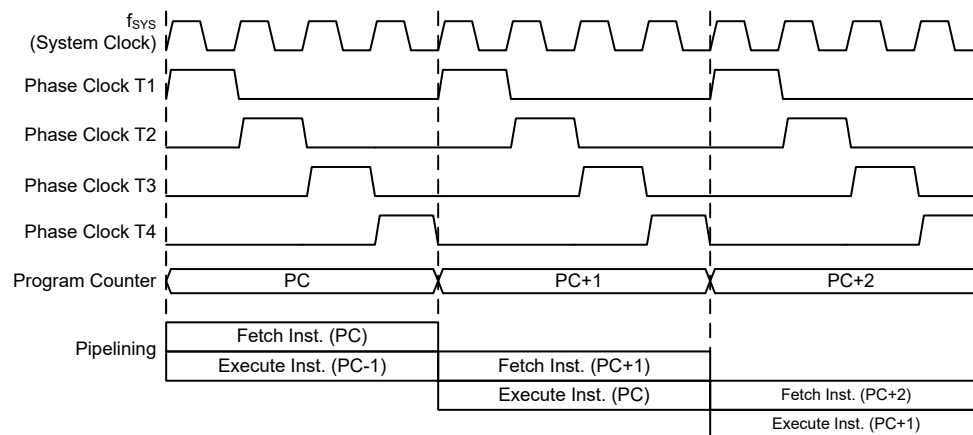 fSYS
(System Clock)
Phase Clock T1
Phase Clock T2
Phase Clock T3
Phase Clock T4
Program Counter PC PC+1 PC+2
Pipelining
Fetch Inst. (PC)
Execute Inst. (PC-1) Fetch Inst. (PC+1)
Execute Inst. (PC) Fetch Inst. (PC+2)
Execute Inst. (PC+1)